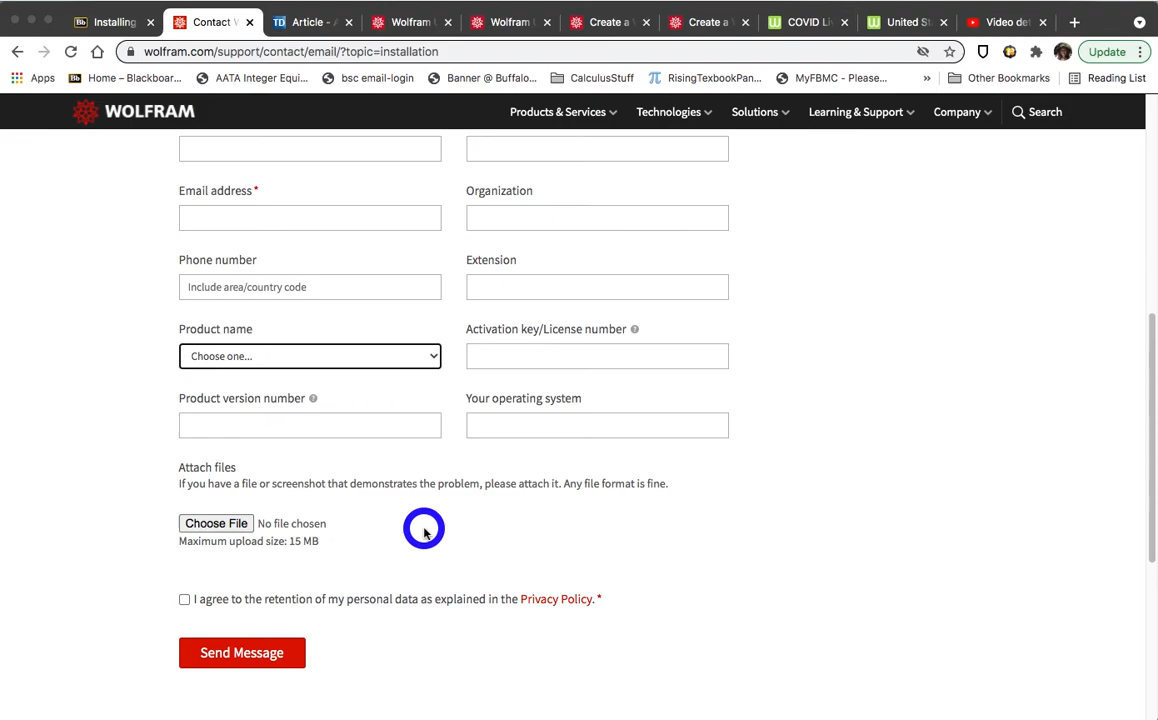 Installing
Contact W
Article - A
Wolfram U
Wolfram U
Create a V
Create a V
COVID Liv
United St
Video det
wolfram.com/support/contact/email/?topic=installation
Update
Apps
Home – Blackboar...
AATA Integer Equi...
bsc email-login
Banner @ Buffalo...
CalculusStuff
RisingTextbookPan...
MyFBMC - Please...
»
Other Bookmarks
Reading List
WOLFRAM
Products & Services
Technologies
Solutions
Learning & Support
Company
Search
Email address *
Organization
Phone number
Extension
Include area/country code
Product name
Activation key/License number
Choose one...
Product version number
Your operating system
Attach files
If you have a file or screenshot that demonstrates the problem, please attach it. Any file format is fine.
Choose File No file chosen
Maximum upload size: 15 MB
I agree to the retention of my personal data as explained in the Privacy Policy. *
Send Message